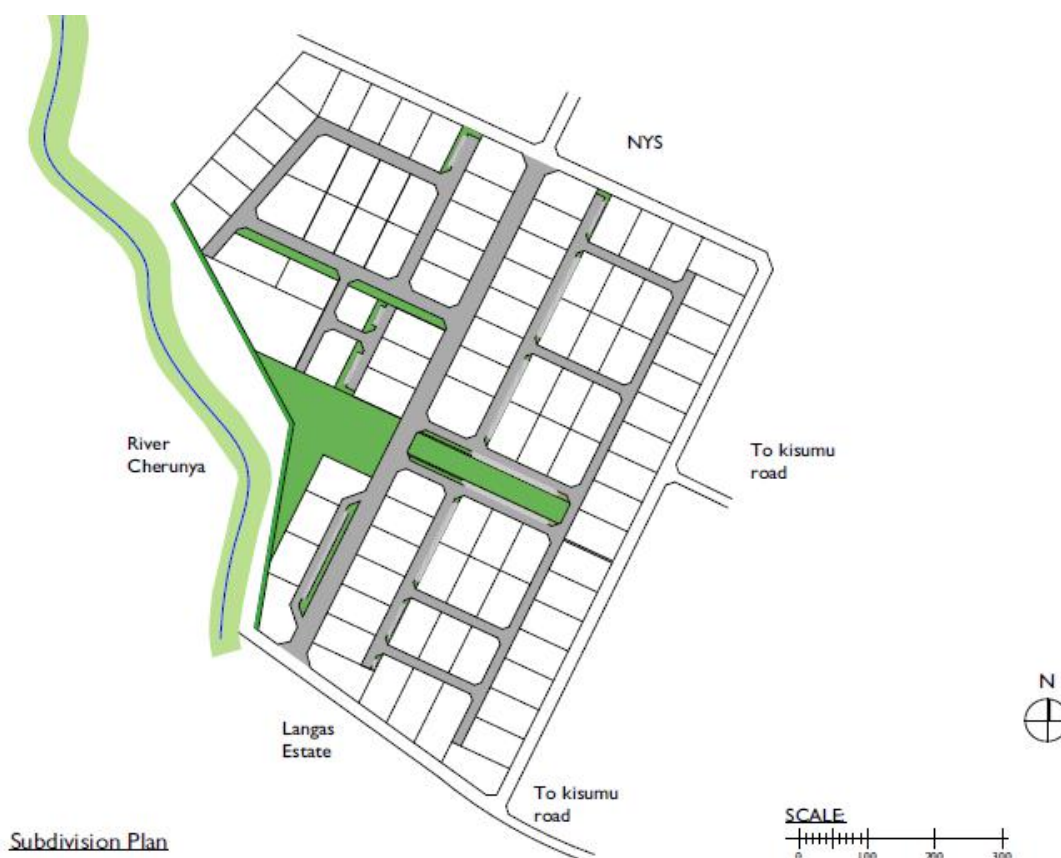 NYS
River
Cherunya
To kisumu
road
N
Langas
Estate
To kisumu
road
SCALE
0 100 200 300
Subdivision Plan